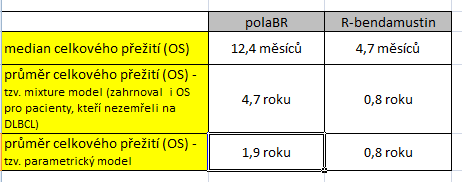 polaBR R-bendamustin
median celkového přežití (OS) 12,4 měsíců 4,7 měsíců
průměr celkového přežití (OS) -
tzv. mixture model (zahrnoval i OS
pro pacienty, kteří nezemřeli na
DLBCL)
4,7 roku 0,8 roku
průměr celkového přežití (OS) -
tzv. parametrický model
1,9 roku 0,8 roku